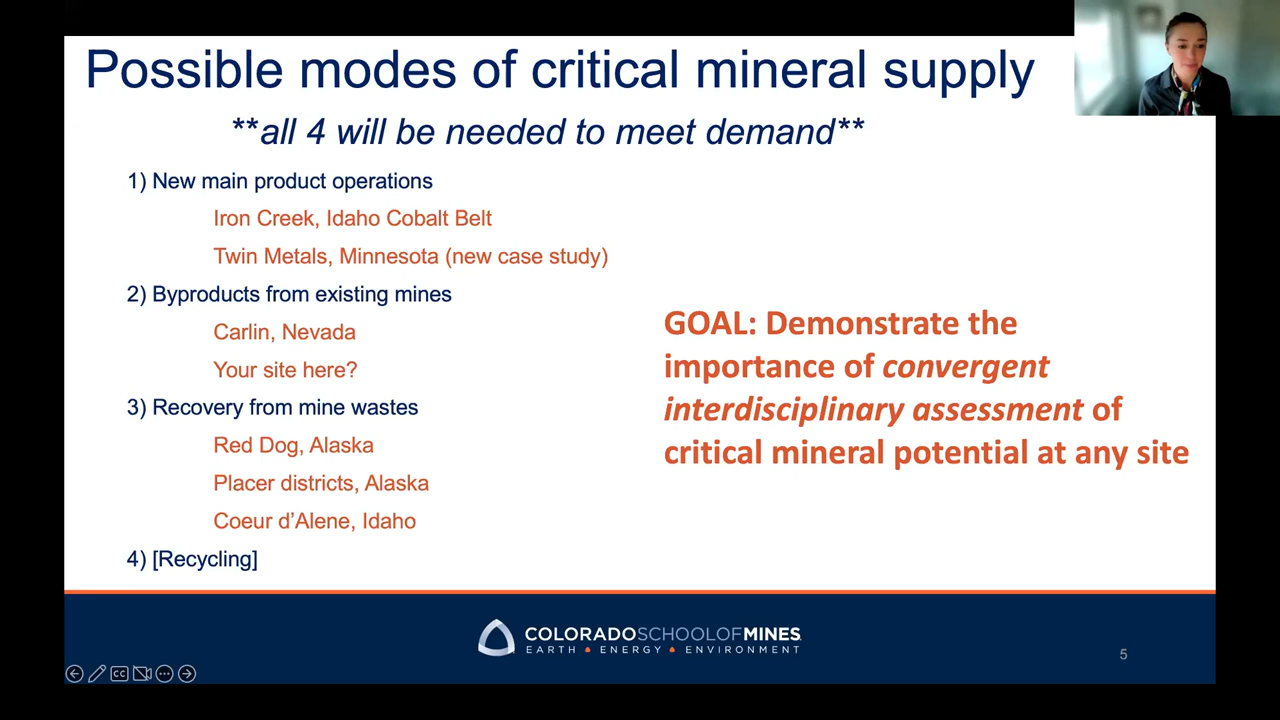 Possible modes of critical mineral supply
**all 4 will be needed to meet demand**
1) New main product operations
Iron Creek, Idaho Cobalt Belt
Twin Metals, Minnesota (new case study)
2) Byproducts from existing mines
Carlin, Nevada
Your site here?
3) Recovery from mine wastes
Red Dog, Alaska
Placer districts, Alaska
Coeur d’Alene, Idaho
4) [Recycling]
GOAL: Demonstrate the
importance of convergent
interdisciplinary assessment of
critical mineral potential at any site
COLORADOSCHOOLOFMINES
EARTH • ENERGY • ENVIRONMENT
5
CC